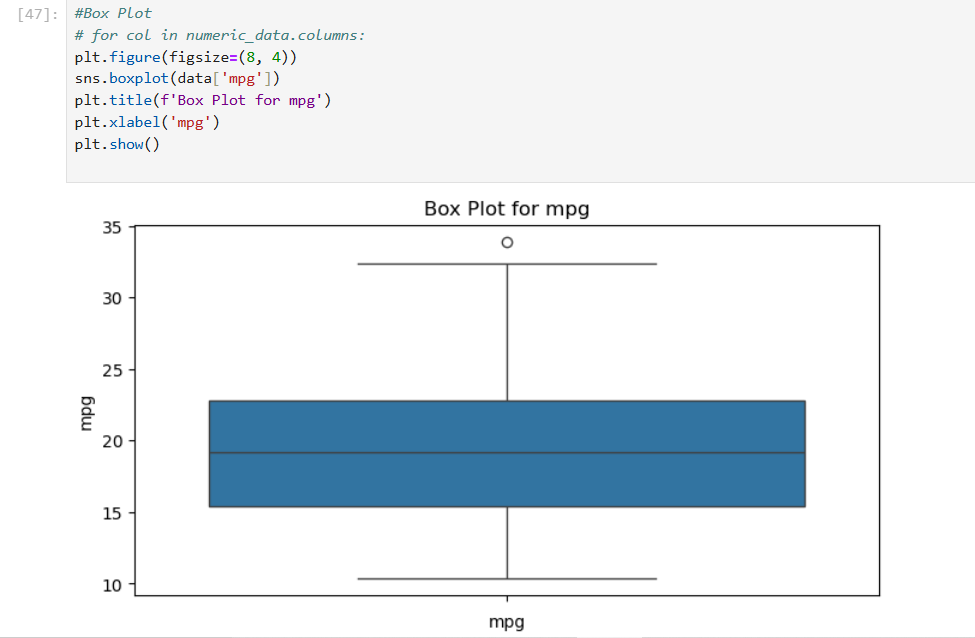 [47]: #Box Plot
# for col in numeric_data.columns:
plt.figure(figsize=(8, 4))
sns.boxplot(data['mpg'])
plt.title(f'Box Plot for mpg')
plt.xlabel('mpg')
plt.show()
Box Plot for mpg
35
30
25
mpg
20
15
10
mpg